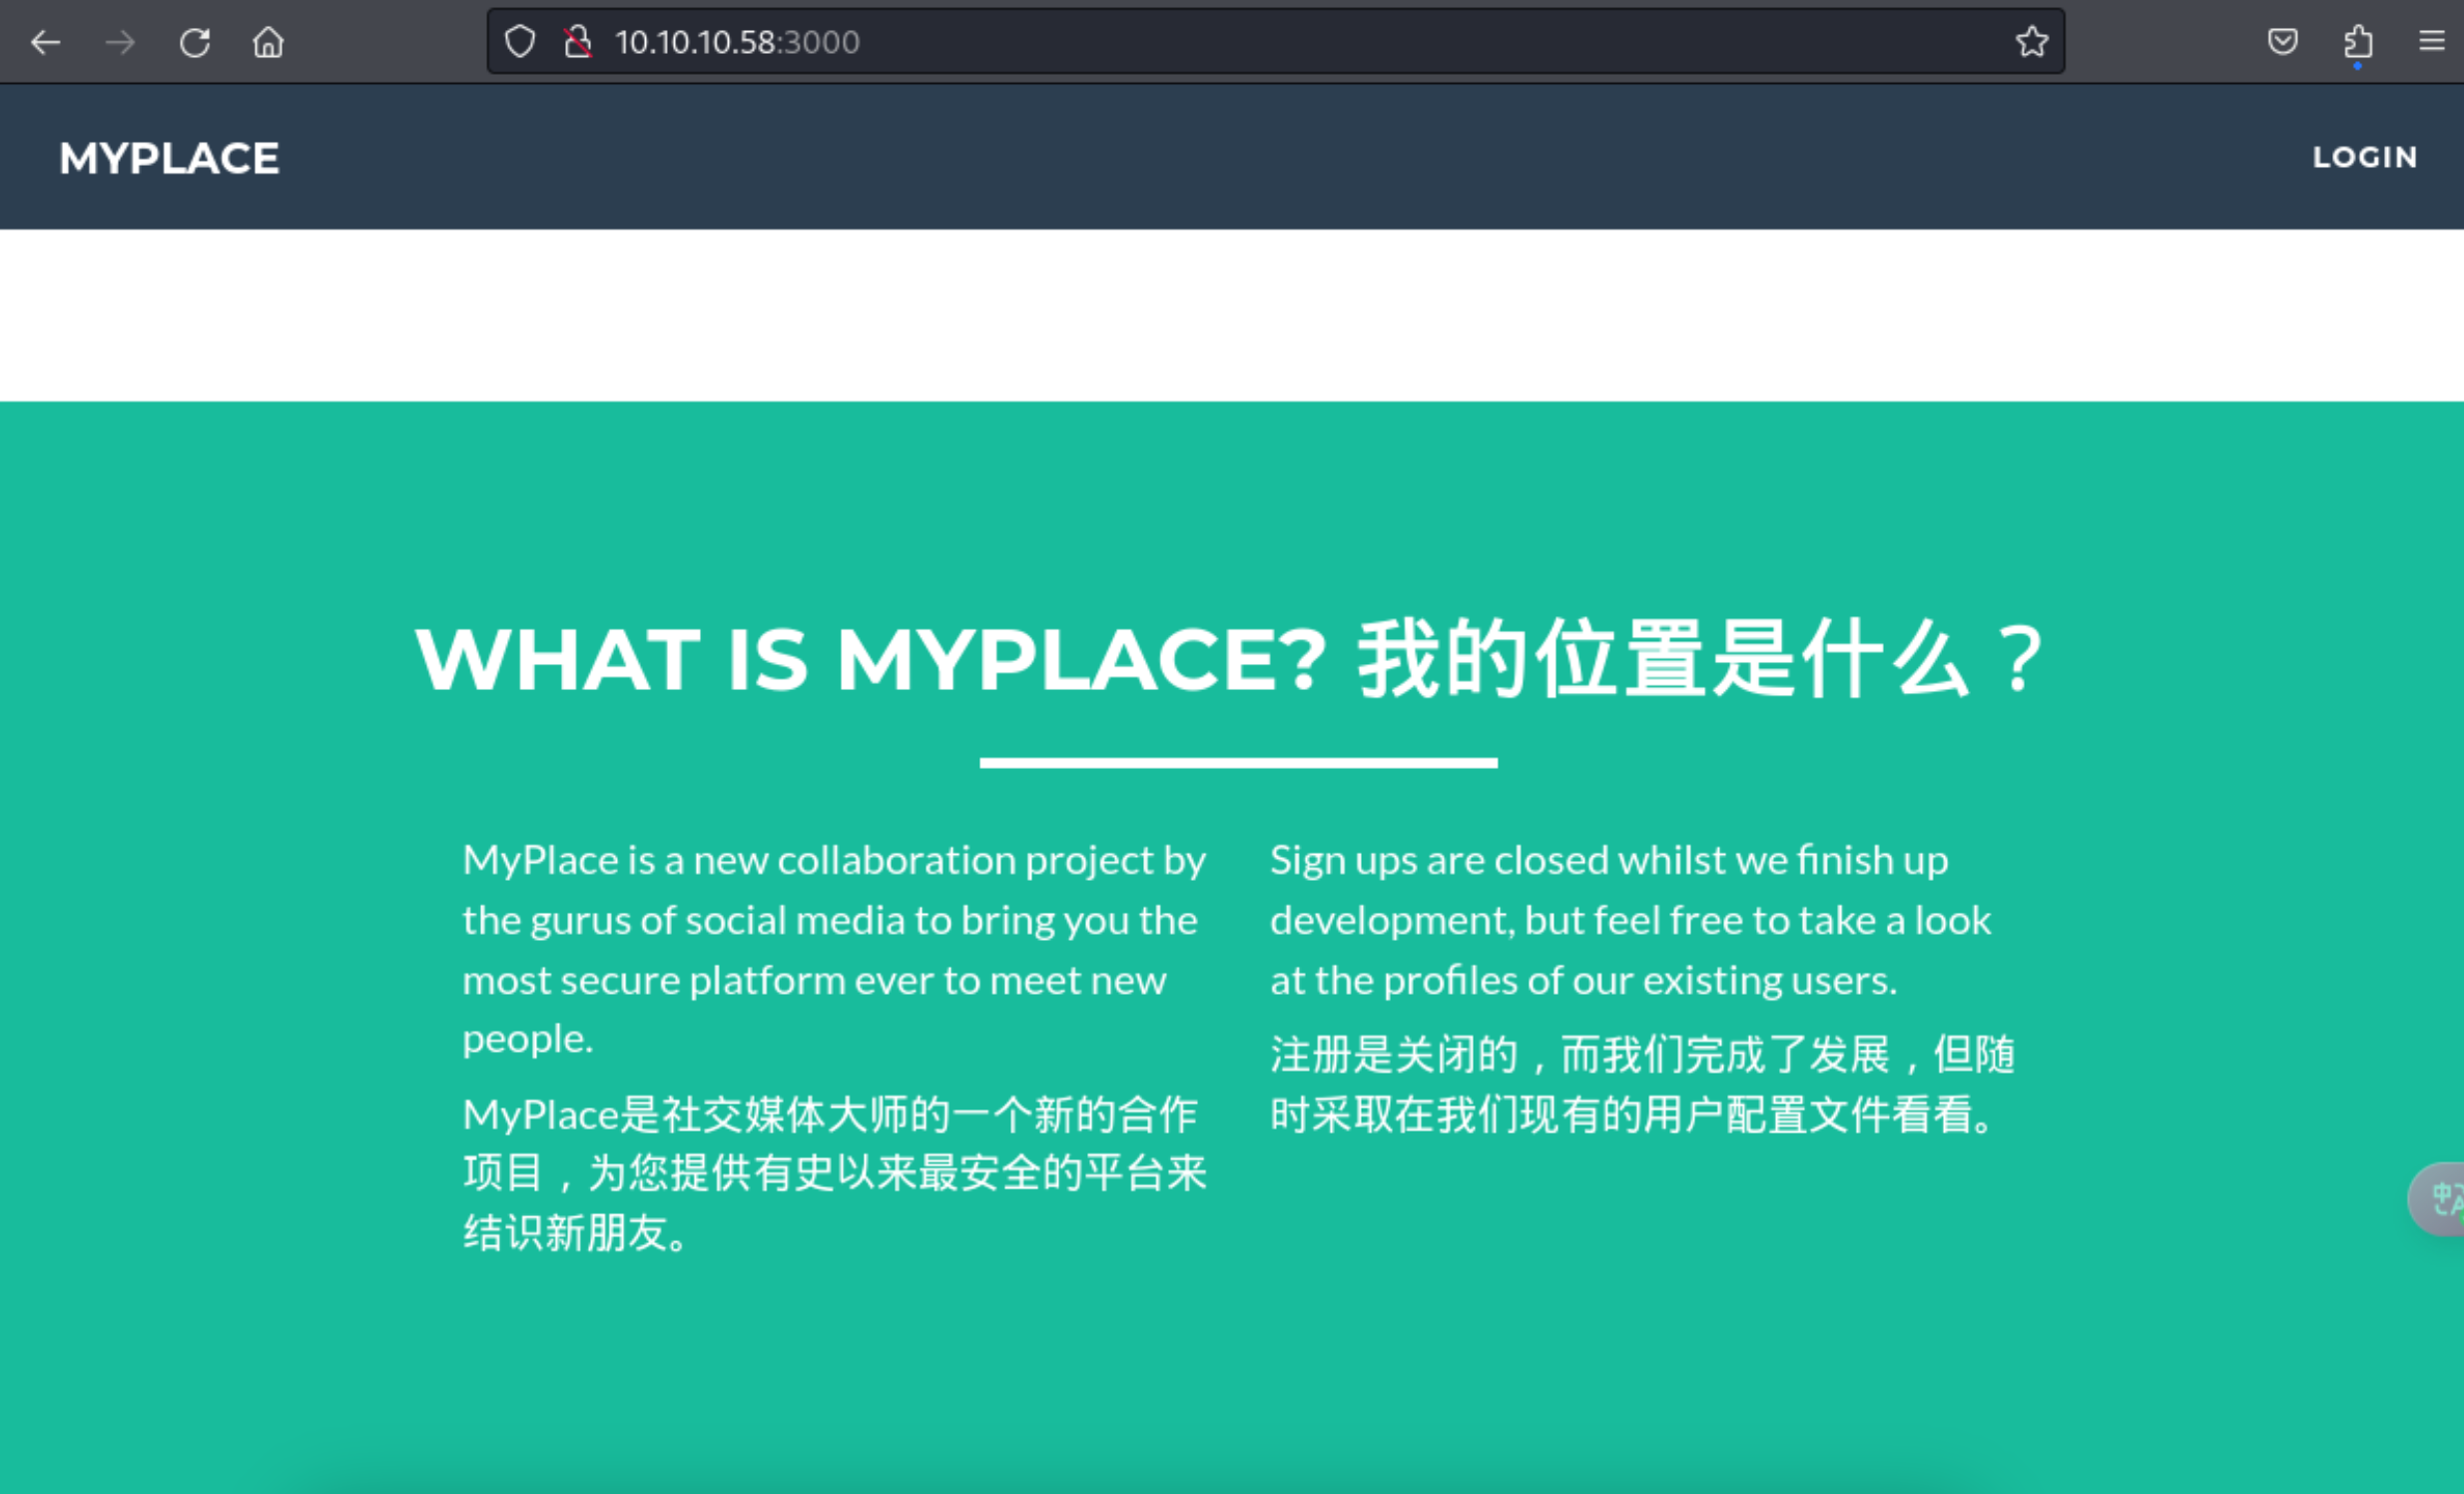 10.10.10.58:3000
MYPLACE
LOGIN
WHAT IS MYPLACE? 我的位置是什么？
MyPlace is a new collaboration project by
the gurus of social media to bring you the
most secure platform ever to meet new
people.
MyPlace是社交媒体大师的一个新的合作
项目，为您提供有史以来最安全的平台来
结识新朋友。
Sign ups are closed whilst we finish up
development, but feel free to take a look
at the profiles of our existing users.
注册是关闭的，而我们完成了发展，但随
时采取在我们现有的用户配置文件看看。